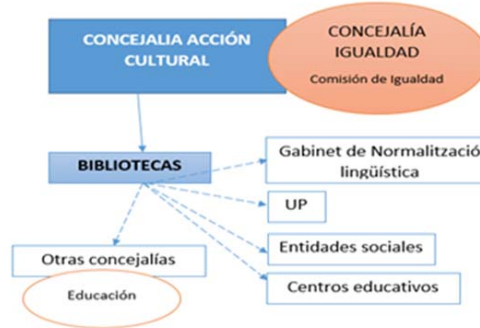 CONCEJALIA ACCIÓN
CULTURAL
CONCEJALÍA
IGUALDAD
Comisión de Igualdad
BIBLIOTECAS
Gabinet de Normalització
lingüística
UP
Entidades sociales
Centros educativos
Otras concejalías
Educación